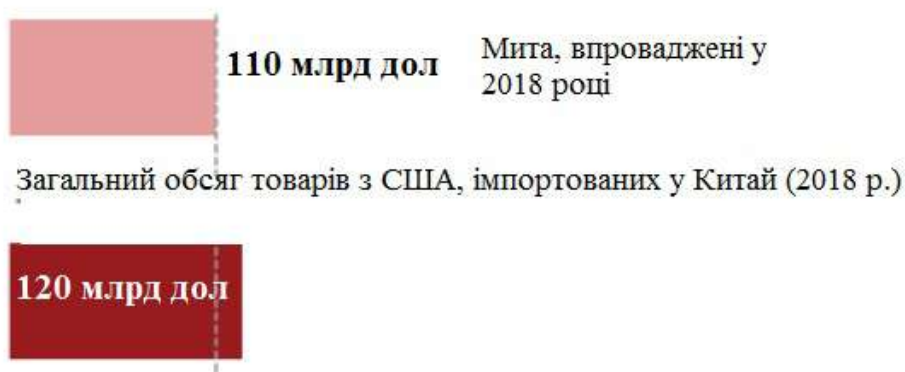 110 млрд дол
Мита, впроваджені у
2018 році
Загальний обсяг товарів з США, імпортованих у Китай (2018 р.)
120 млрд дол